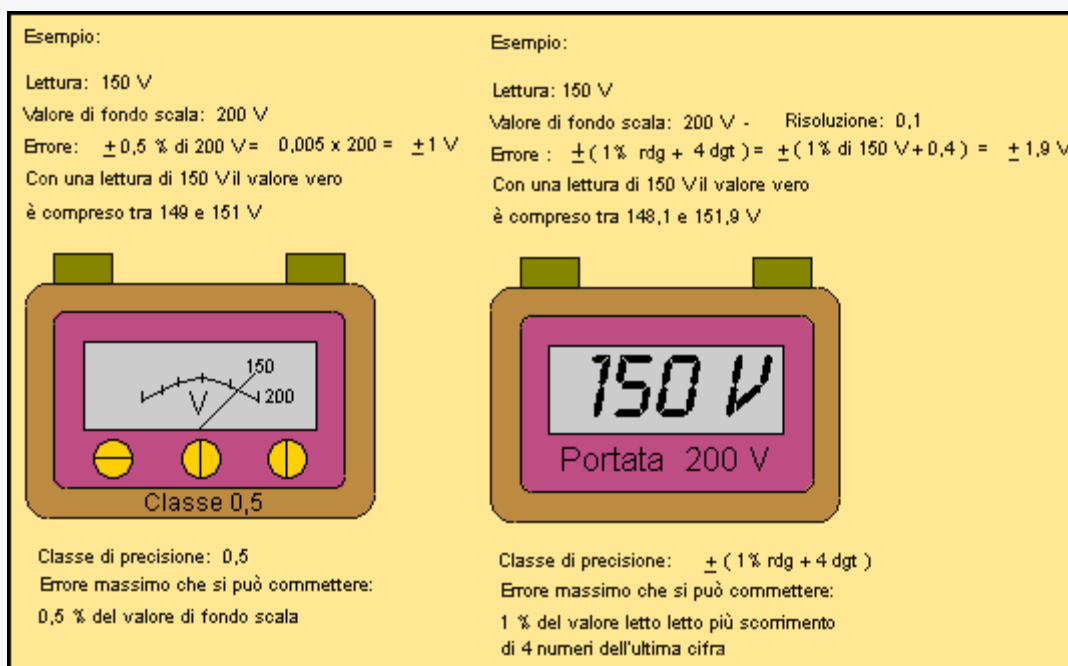 Esempio:
Lettura: 150 V
Valore di fondo scala: 200 V
Errore: ± 0,5 % di 200 V = 0,005 x 200 = ± 1 V
Con una lettura di 150 V il valore vero
è compreso tra 149 e 151 V
150
200
V
Classe 0,5
Classe di precisione: 0,5
Errore massimo che si può commettere:
0,5 % del valore di fondo scala
Esempio:
Lettura: 150 V
Valore di fondo scala: 200 V - Risoluzione: 0,1
Errore : ± ( 1% rdg + 4 dgt ) = ± ( 1% di 150 V + 0,4 ) = ± 1,9 V
Con una lettura di 150 V il valore vero
è compreso tra 148,1 e 151,9 V
150 V
Portata 200 V
Classe di precisione: ± ( 1% rdg + 4 dgt )
Errore massimo che si può commettere:
1 % del valore letto letto più scorrimento
di 4 numeri dell'ultima cifra